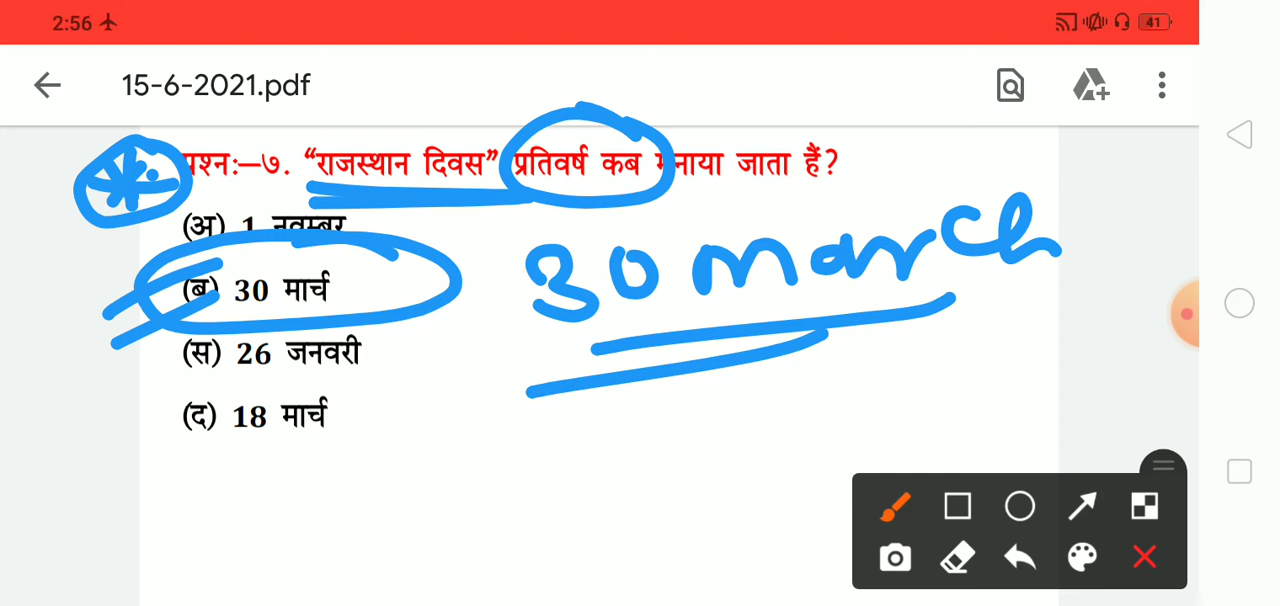 2:56
41
15-6-2021.pdf
प्रश्नः–७. “राजस्थान दिवस” प्रतिवर्ष कब मनाया जाता हैं?
(अ) 1 नवम्बर
30 march
(ब) 30 मार्च
(स) 26 जनवरी
(द) 18 मार्च